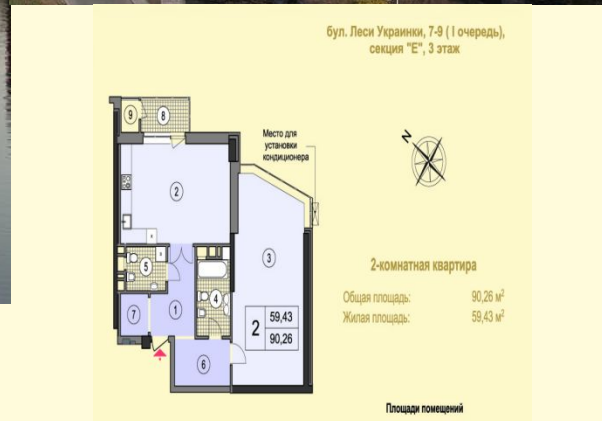 бул. Леси Украинки, 7-9 ( I очередь),
секция "Е", 3 этаж
9
8
Место для
установки
кондиционера
N
2
3
5
4
7
1
6
2
59,43
90,26
2-комнатная квартира
Общая площадь: 90,26 м²
Жилая площадь: 59,43 м²
Площади помещений